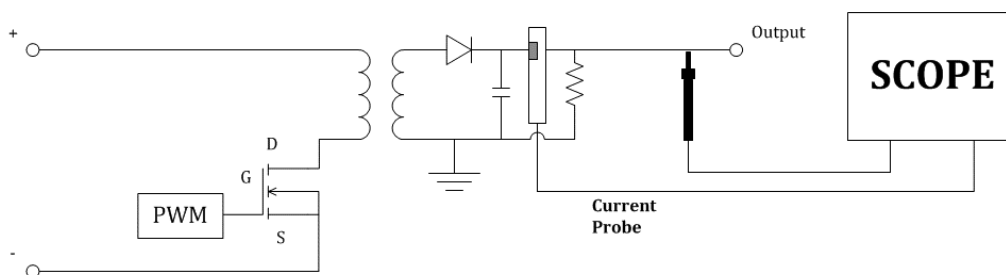 +
Output
SCOPE
D
G
PWM
S
Current
Probe
-